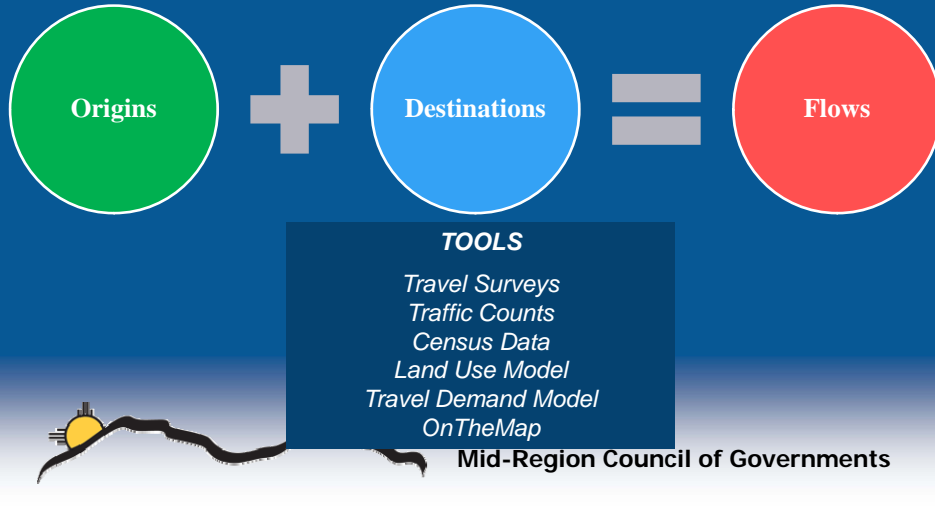 Origins
Destinations
Flows
TOOLS
Travel Surveys
Traffic Counts
Census Data
Land Use Model
Travel Demand Model
OnTheMap
Mid-Region Council of Governments